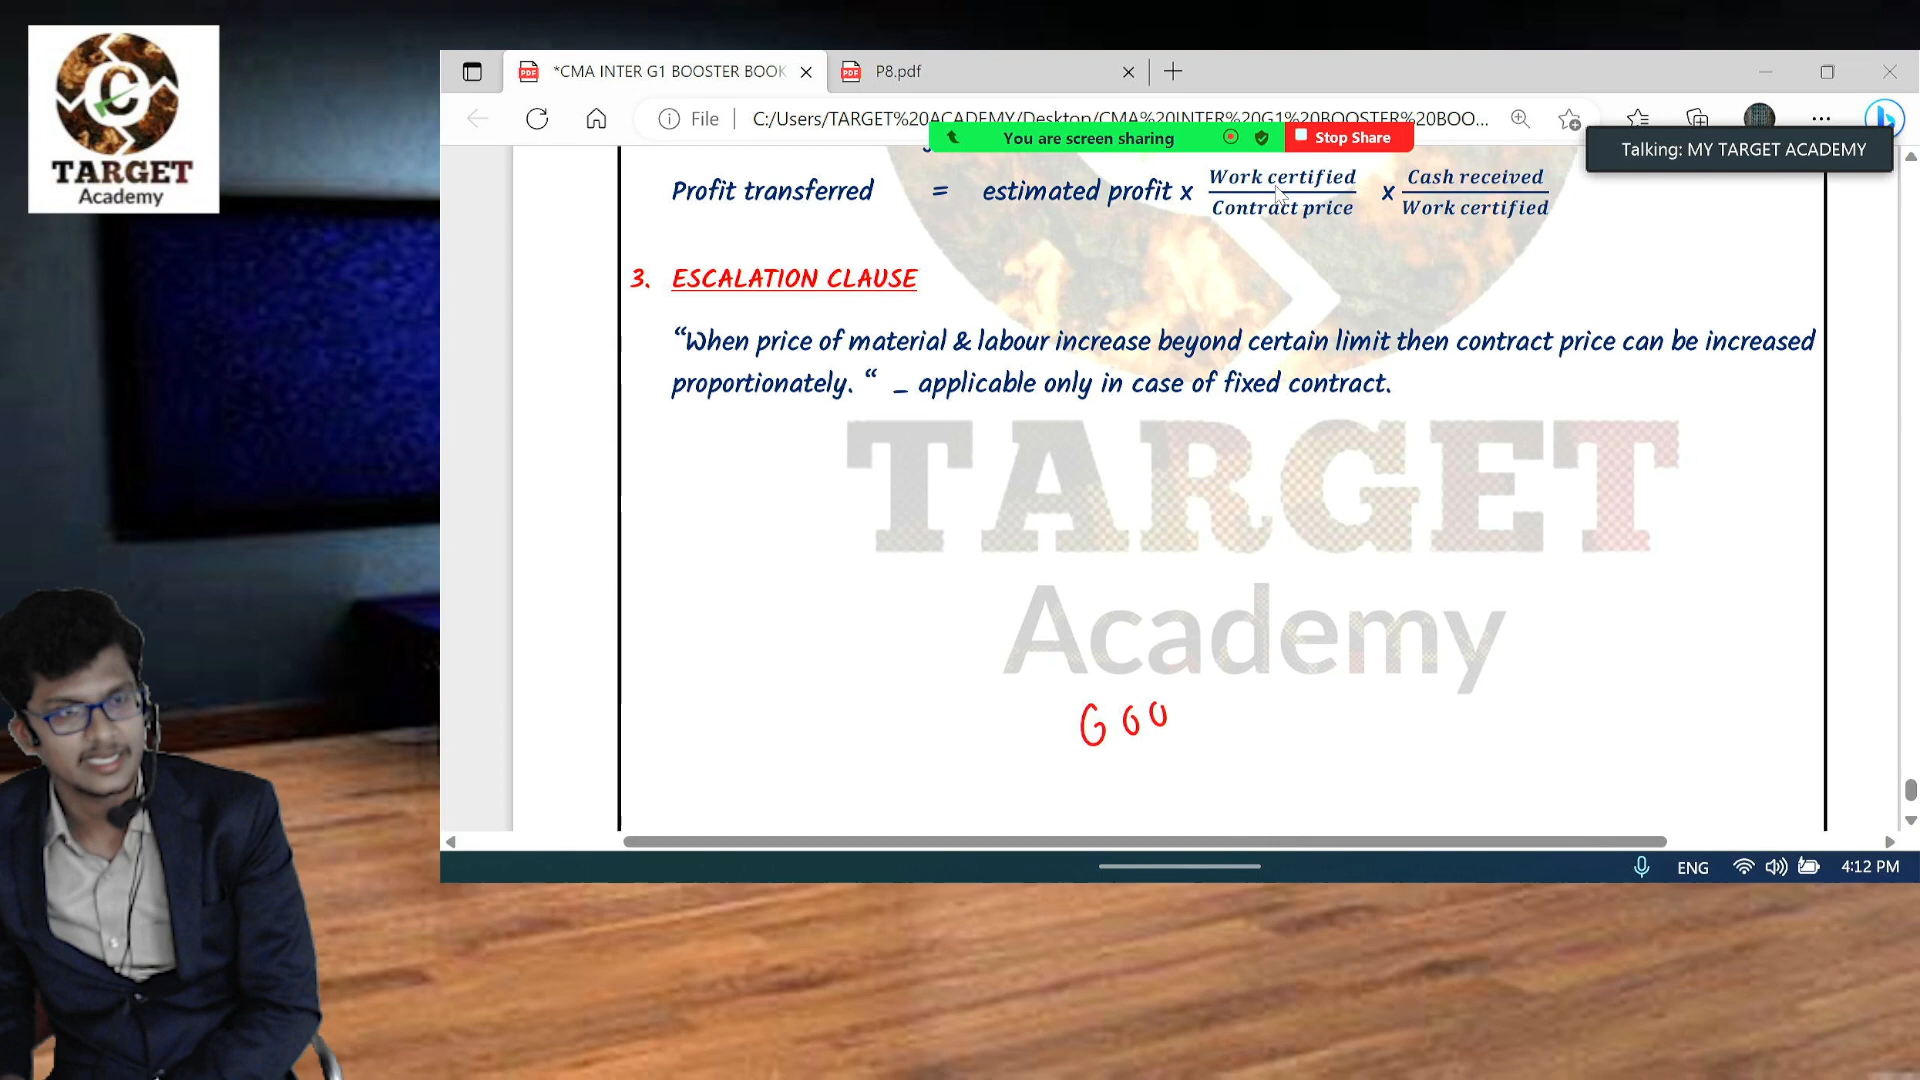 C
TARGET
Academy
*CMA INTER G1 BOOSTER BOOK
P8.pdf
File
C:/Users/TARGET%20ACADEMY/Desktop/CMA%20INTER%20G1%20BOOSTER%20BOO...
You are screen sharing
Stop Share
Talking: MY TARGET ACADEMY
Profit transferred = estimated profit x Work certified / Contract price x Cash received / Work certified
3. ESCALATION CLAUSE
“When price of material & labour increase beyond certain limit then contract price can be increased
proportionately. “ _ applicable only in case of fixed contract.
TARGET
Academy
Goo
ENG
4:12 PM